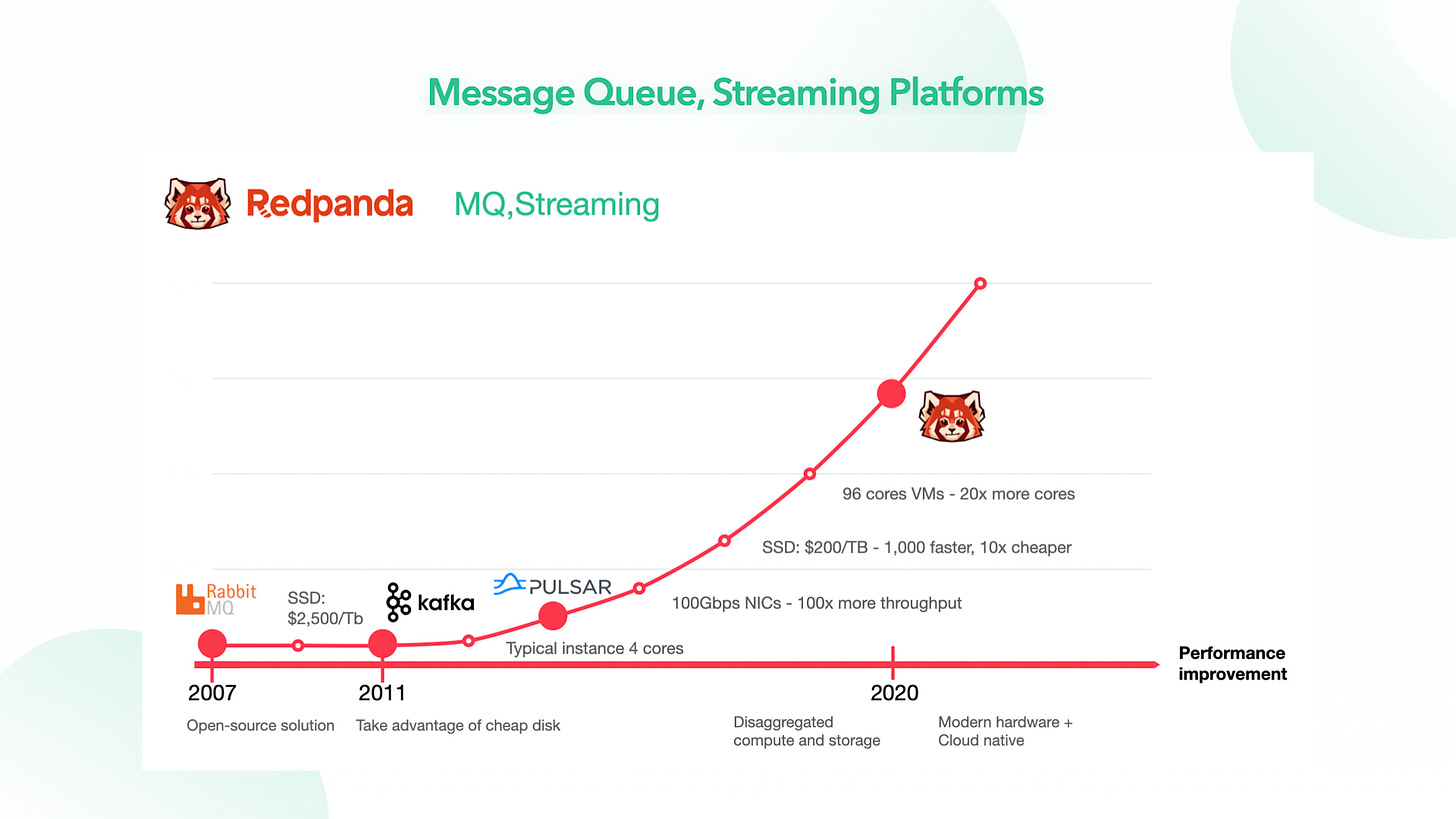 Message Queue, Streaming Platforms
Redpanda
MQ,Streaming
96 cores VMs - 20x more cores
SSD: $200/TB - 1,000 faster, 10x cheaper
Rabbit
MQ
SSD:
$2,500/Tb
kafka
PULSAR
100Gbps NICs - 100x more throughput
Typical instance 4 cores
Performance
improvement
2007
2011
2020
Open-source solution
Take advantage of cheap disk
Disaggregated
compute and storage
Modern hardware +
Cloud native